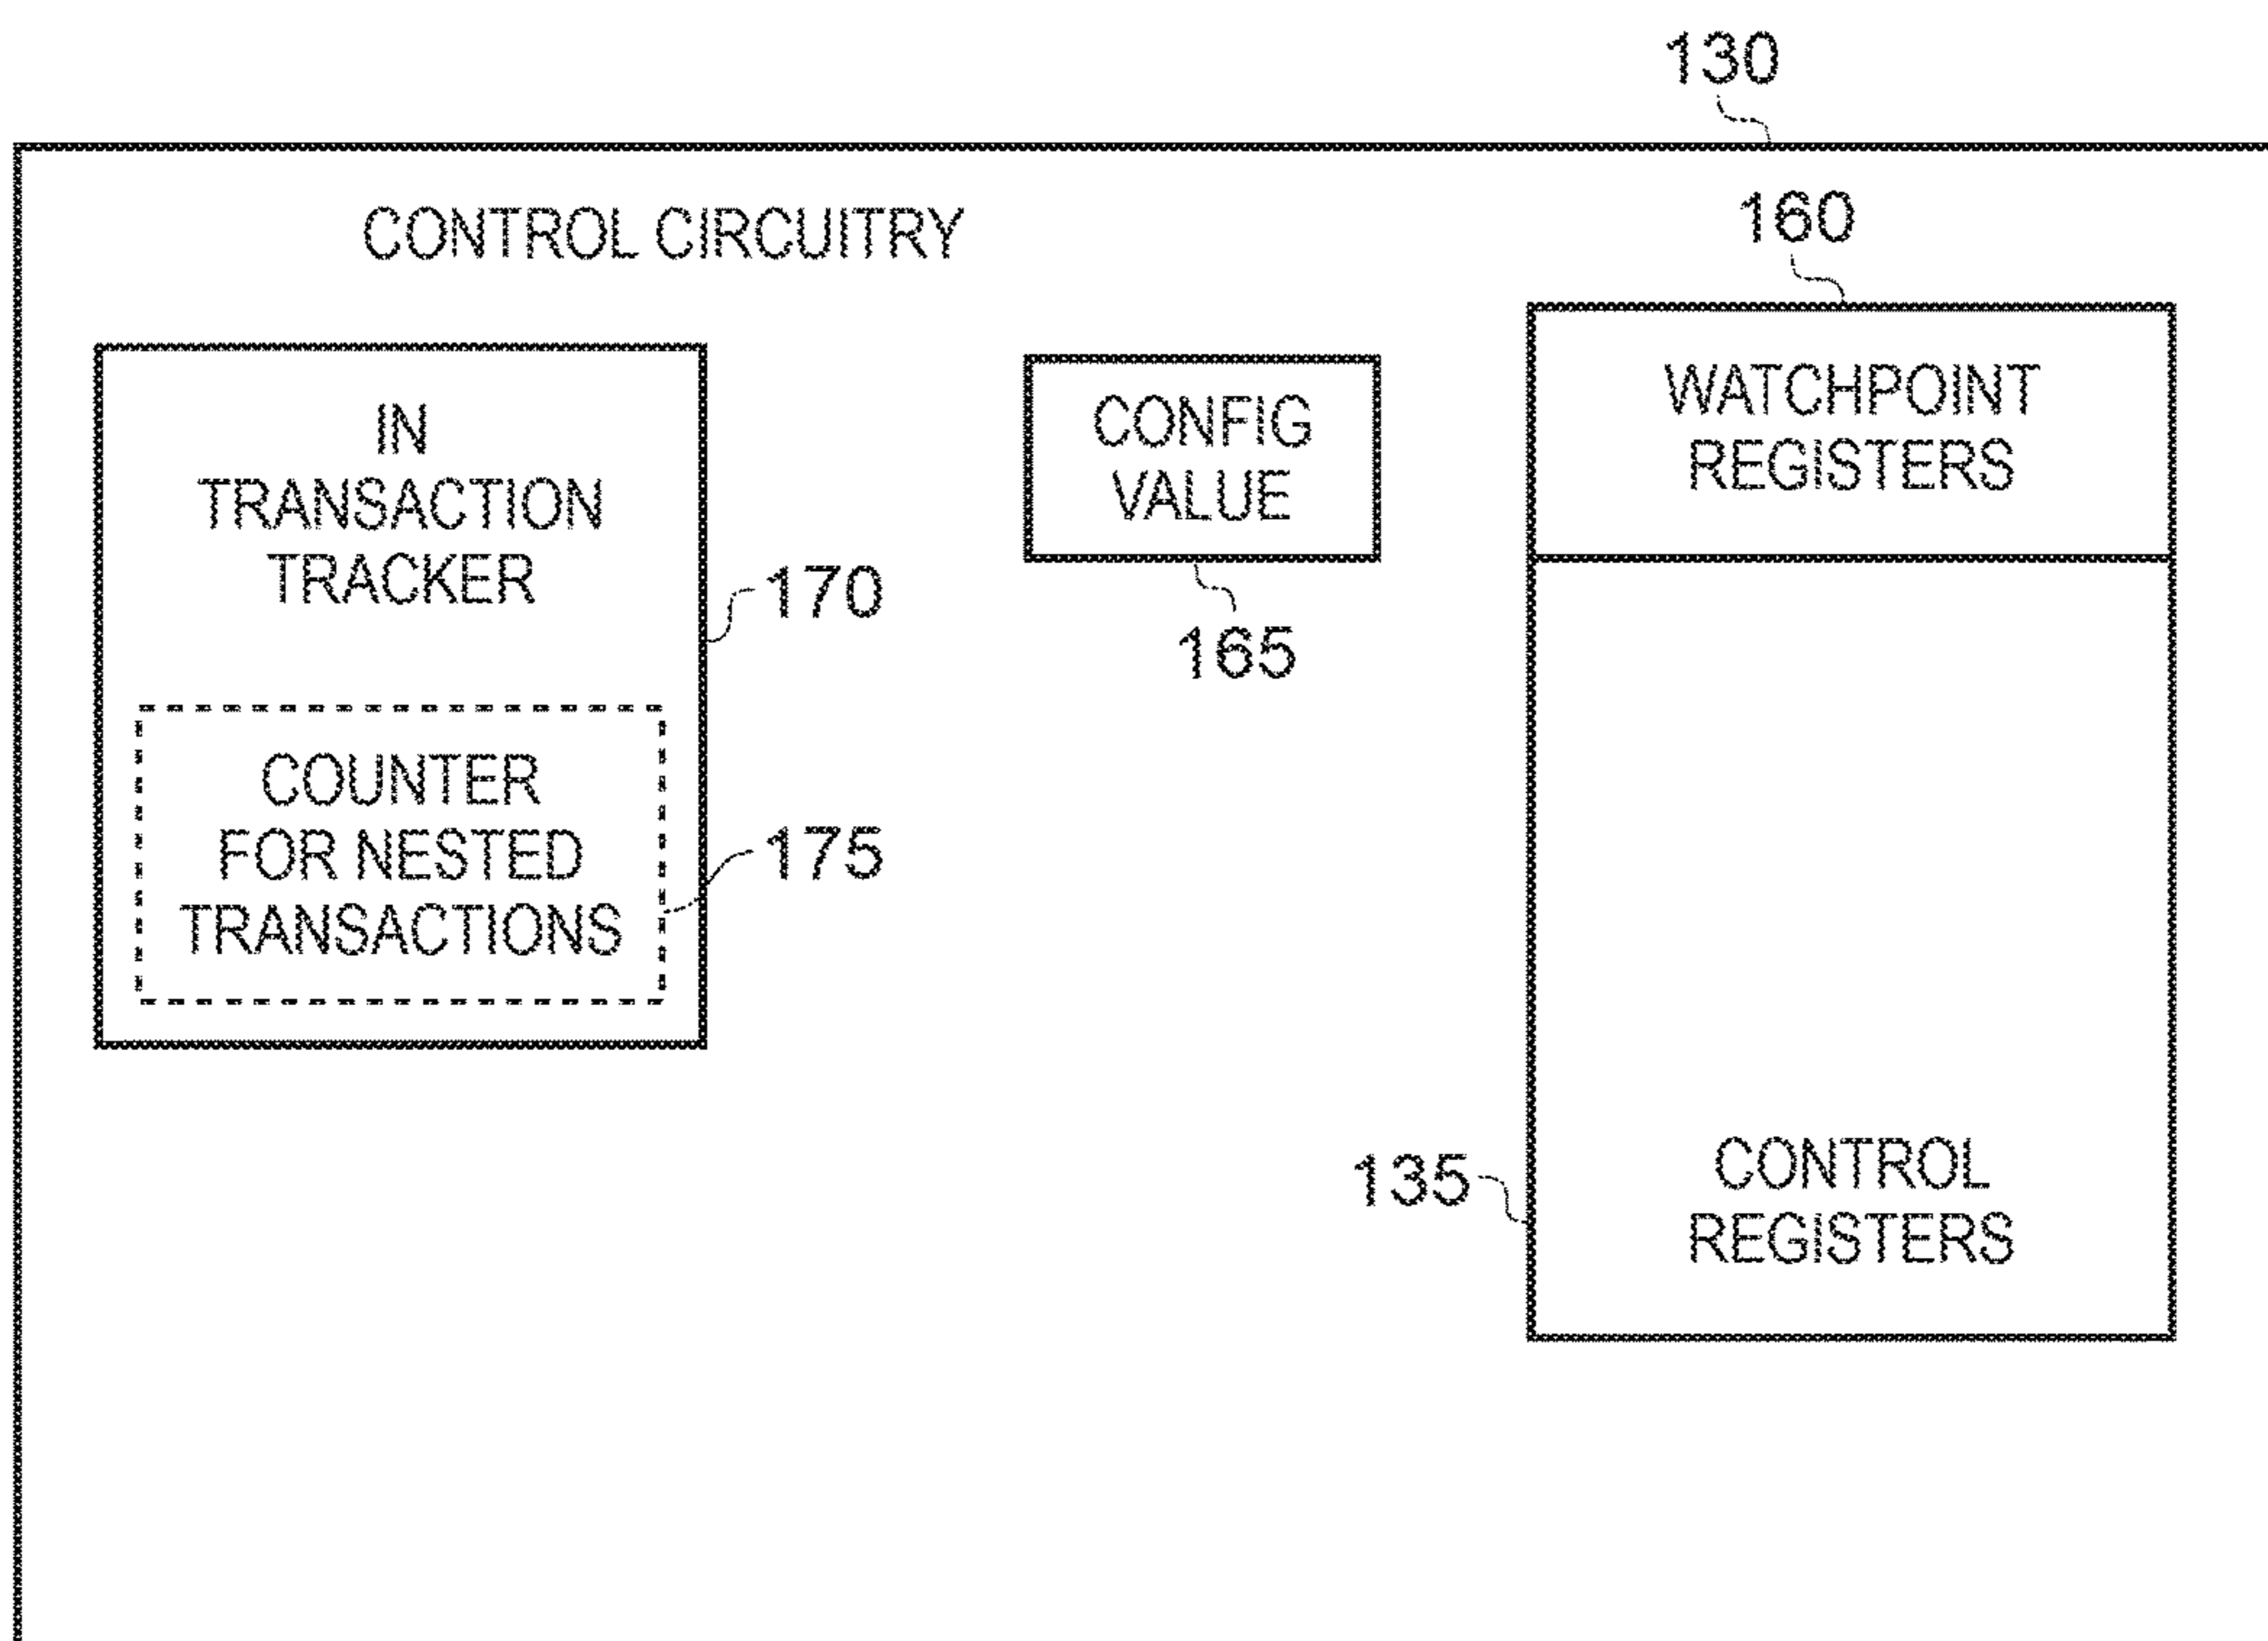 130
CONTROL CIRCUITRY
160
IN
TRANSACTION
TRACKER
170
COUNTER
FOR NESTED
TRANSACTIONS
175
CONFIG
VALUE
165
WATCHPOINT
REGISTERS
135
CONTROL
REGISTERS